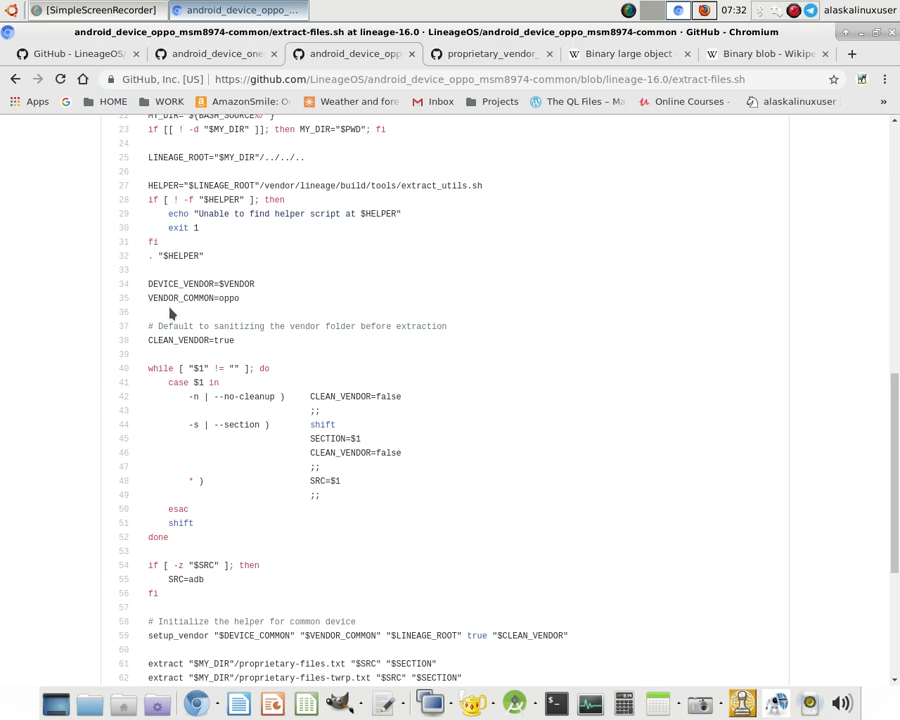 [SimpleScreenRecorder] android_device_oppo_... 07:32 alaskalinuxuser
android_device_oppo_msm8974-common/extract-files.sh at lineage-16.0 · LineageOS/android_device_oppo_msm8974-common · GitHub - Chromium
GitHub - LineageOS/ android_device_one android_device_opp proprietary_vendor_ Binary large object - Binary blob - Wikipe
GitHub, Inc. [US] https://github.com/LineageOS/android_device_oppo_msm8974-common/blob/lineage-16.0/extract-files.sh
Apps HOME WORK AmazonSmile: O Weather and fore Inbox Projects The QL Files – Ma Online Courses - alaskalinuxuser »
22 MY_DIR="${BASH_SOURCE%/*}"
23 if [[ ! -d "$MY_DIR" ]]; then MY_DIR="$PWD"; fi
24
25 LINEAGE_ROOT="$MY_DIR"/../../..
26
27 HELPER="$LINEAGE_ROOT"/vendor/lineage/build/tools/extract_utils.sh
28 if [ ! -f "$HELPER" ]; then
29 echo "Unable to find helper script at $HELPER"
30 exit 1
31 fi
32 . "$HELPER"
33
34 DEVICE_VENDOR=$VENDOR
35 VENDOR_COMMON=oppo
36
37 # Default to sanitizing the vendor folder before extraction
38 CLEAN_VENDOR=true
39
40 while [ "$1" != "" ]; do
41 case $1 in
42 -n | --no-cleanup ) CLEAN_VENDOR=false
43 ;;
44 -s | --section ) shift
45 SECTION=$1
46 CLEAN_VENDOR=false
47 ;;
48 * ) SRC=$1
49 ;;
50 esac
51 shift
52 done
53
54 if [ -z "$SRC" ]; then
55 SRC=adb
56 fi
57
58 # Initialize the helper for common device
59 setup_vendor "$DEVICE_COMMON" "$VENDOR_COMMON" "$LINEAGE_ROOT" true "$CLEAN_VENDOR"
60
61 extract "$MY_DIR"/proprietary-files.txt "$SRC" "$SECTION"
62 extract "$MY_DIR"/proprietary-files-twrp.txt "$SRC" "$SECTION"